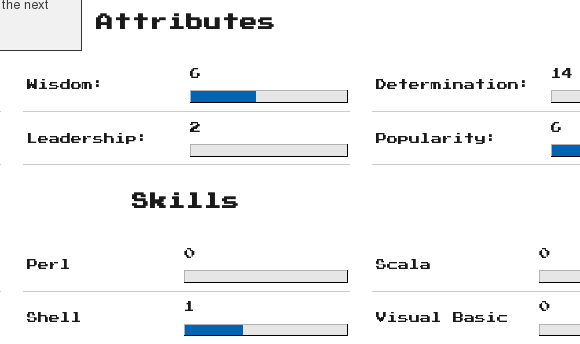 the next
Attributes
Wisdom: 6 Determination: 14
Leadership: 2 Popularity: 6
Skills
Perl 0 Scala 0
Shell 1 Visual Basic 0